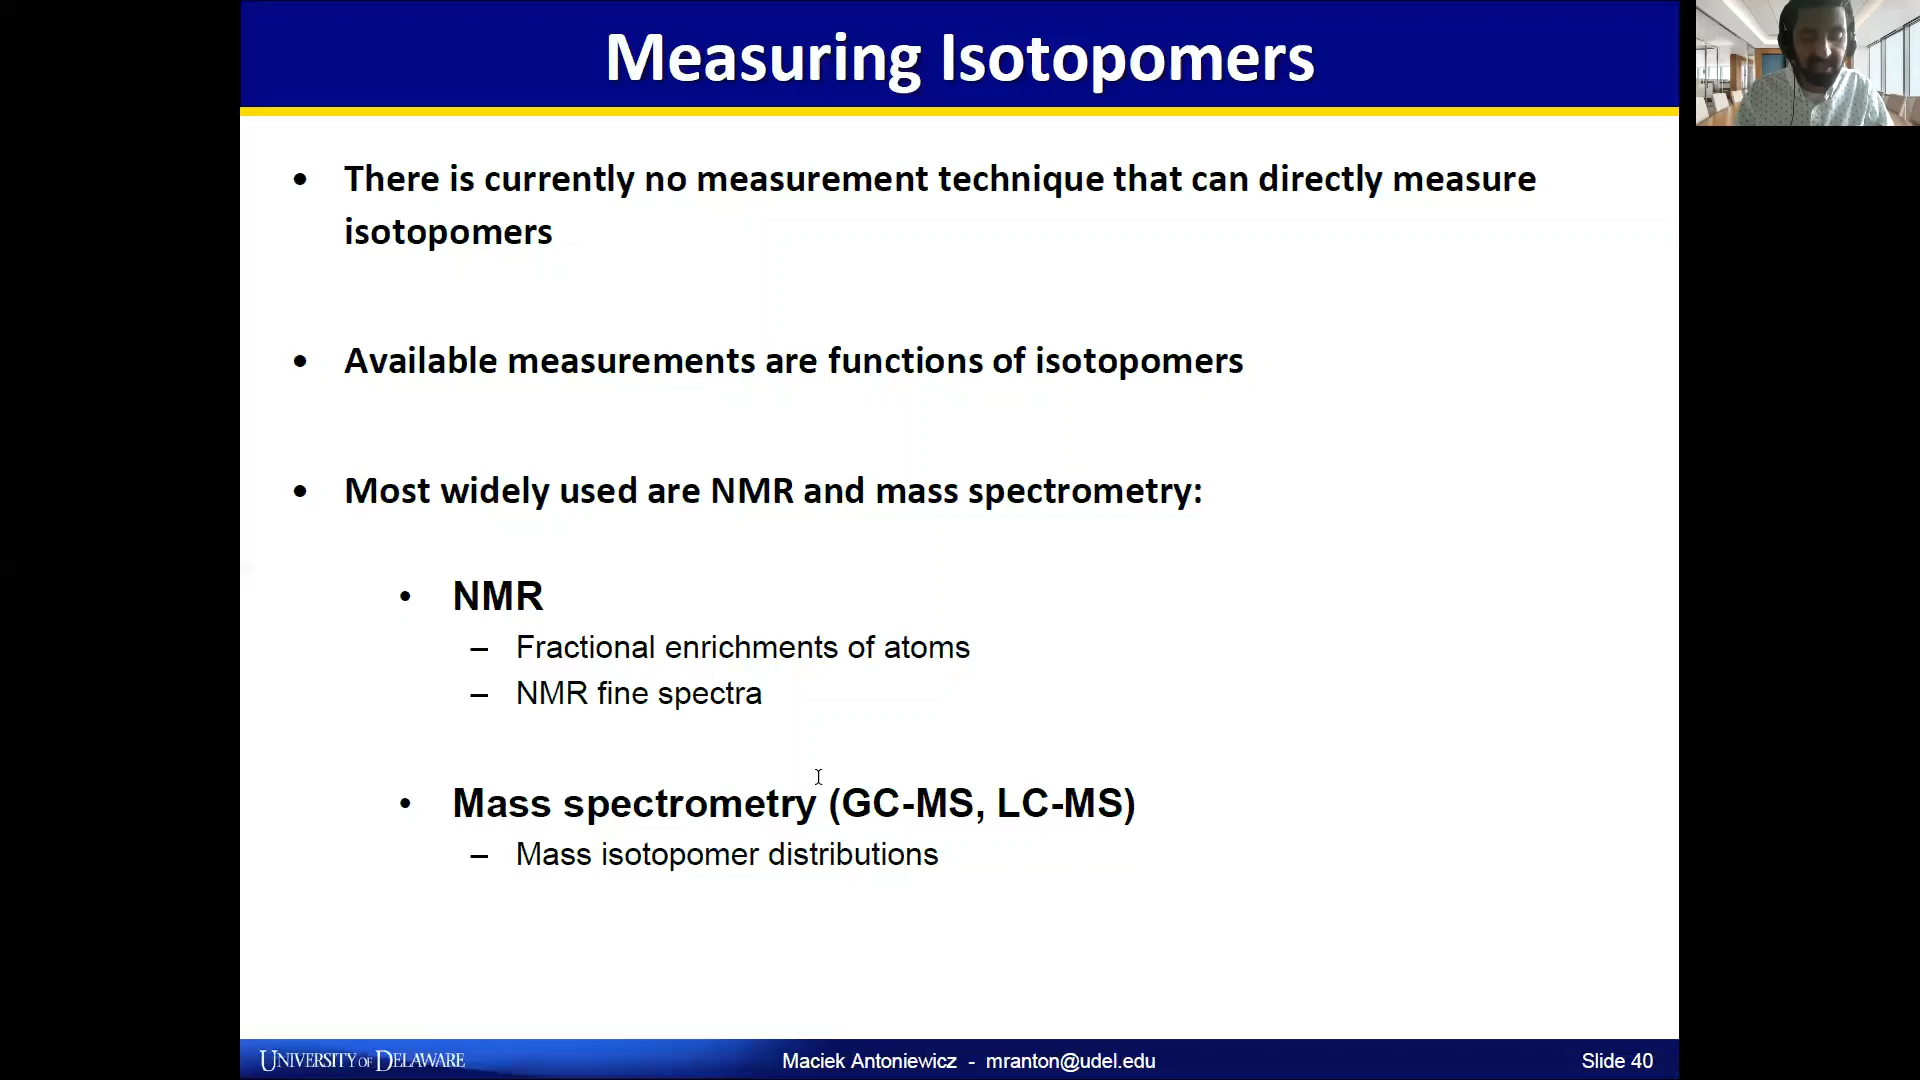 Measuring Isotopomers
• There is currently no measurement technique that can directly measure
isotopomers
• Available measurements are functions of isotopomers
• Most widely used are NMR and mass spectrometry:
• NMR
– Fractional enrichments of atoms
– NMR fine spectra
• Mass spectrometry (GC-MS, LC-MS)
– Mass isotopomer distributions
UNIVERSITY OF DELAWARE
Maciek Antoniewicz - mranton@udel.edu
Slide 40